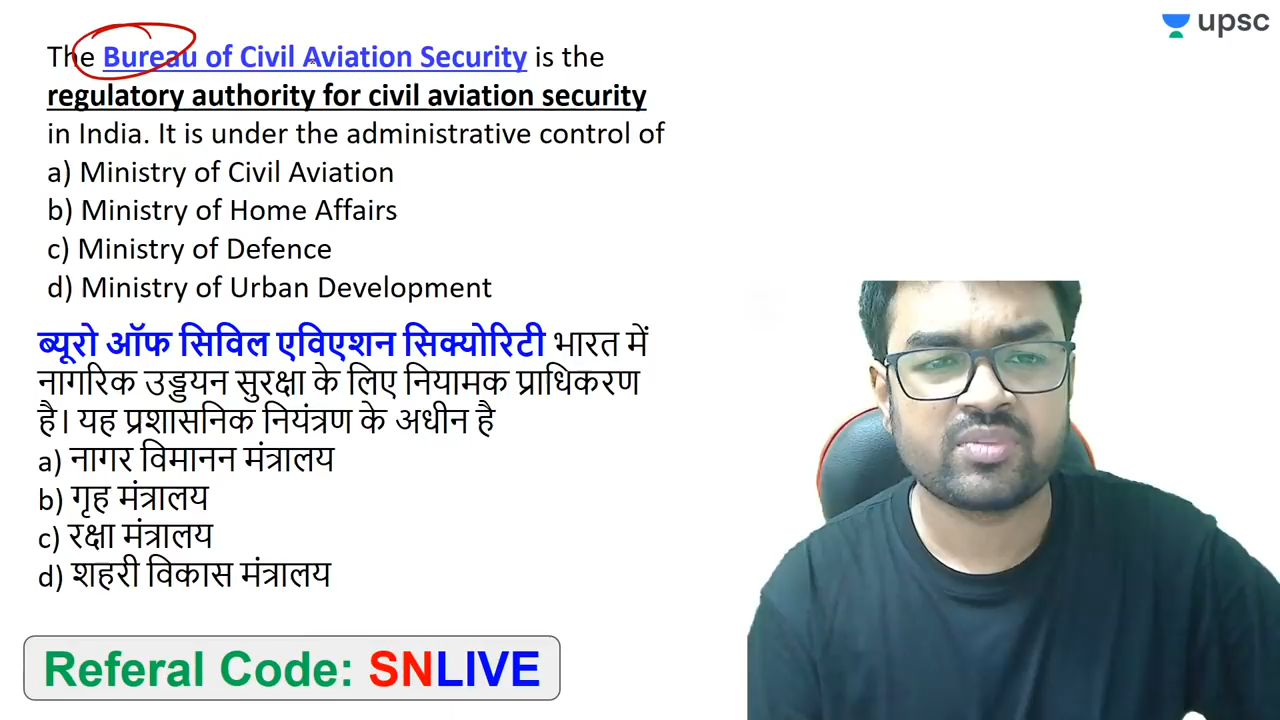 upsc
The Bureau of Civil Aviation Security is the
regulatory authority for civil aviation security
in India. It is under the administrative control of
a) Ministry of Civil Aviation
b) Ministry of Home Affairs
c) Ministry of Defence
d) Ministry of Urban Development
ब्यूरो ऑफ सिविल एविएशन सिक्योरिटी भारत में
नागरिक उड्डयन सुरक्षा के लिए नियामक प्राधिकरण
है। यह प्रशासनिक नियंत्रण के अधीन है
a) नागर विमानन मंत्रालय
b) गृह मंत्रालय
c) रक्षा मंत्रालय
d) शहरी विकास मंत्रालय
Referal Code: SNLIVE